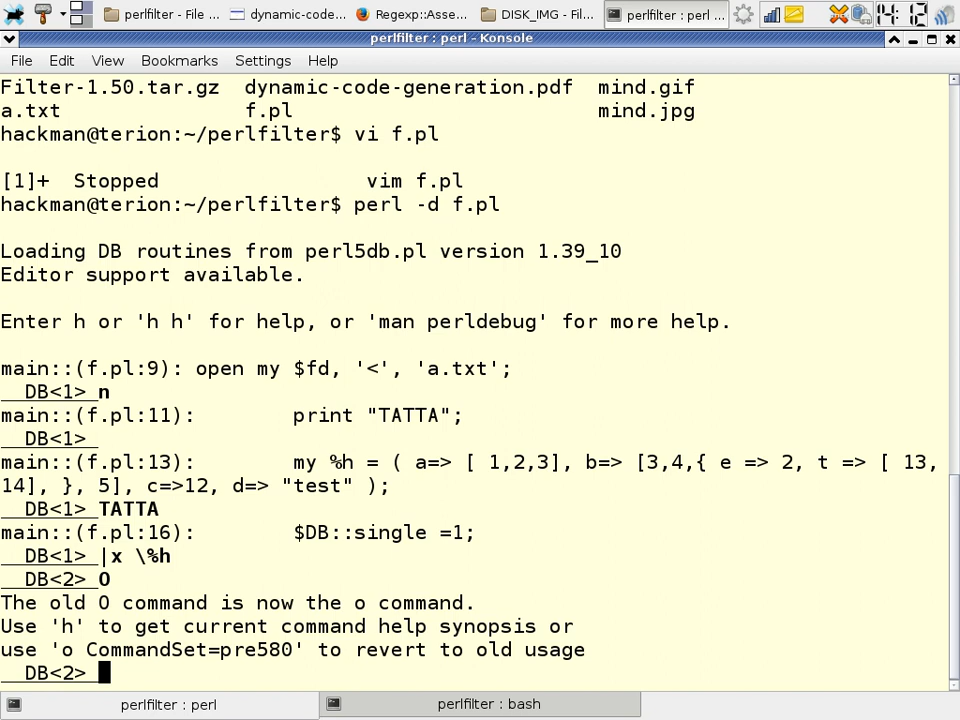 perlfilter - File ...
dynamic-code...
Regexp::Asse...
DISK_IMG - Fil...
perlfilter : perl ...
14: 12
perlfilter : perl - Konsole
File Edit View Bookmarks Settings Help
Filter-1.50.tar.gz  dynamic-code-generation.pdf  mind.gif
a.txt               f.pl                         mind.jpg
hackman@terion:~/perlfilter$ vi f.pl
[1]+  Stopped                 vim f.pl
hackman@terion:~/perlfilter$ perl -d f.pl
Loading DB routines from perl5db.pl version 1.39_10
Editor support available.
Enter h or 'h h' for help, or 'man perldebug' for more help.
main::(f.pl:9): open my $fd, '<', 'a.txt';
  DB<1> n
main::(f.pl:11):        print "TATTA";
  DB<1>
main::(f.pl:13):        my %h = ( a=> [ 1,2,3], b=> [3,4,{ e => 2, t => [ 13,
14], }, 5], c=>12, d=> "test" );
  DB<1> TATTA
main::(f.pl:16):        $DB::single =1;
  DB<1> |x \%h
  DB<2> O
The old O command is now the o command.
Use 'h' to get current command help synopsis or
use 'o CommandSet=pre580' to revert to old usage
  DB<2>
perlfilter : perl
perlfilter : bash